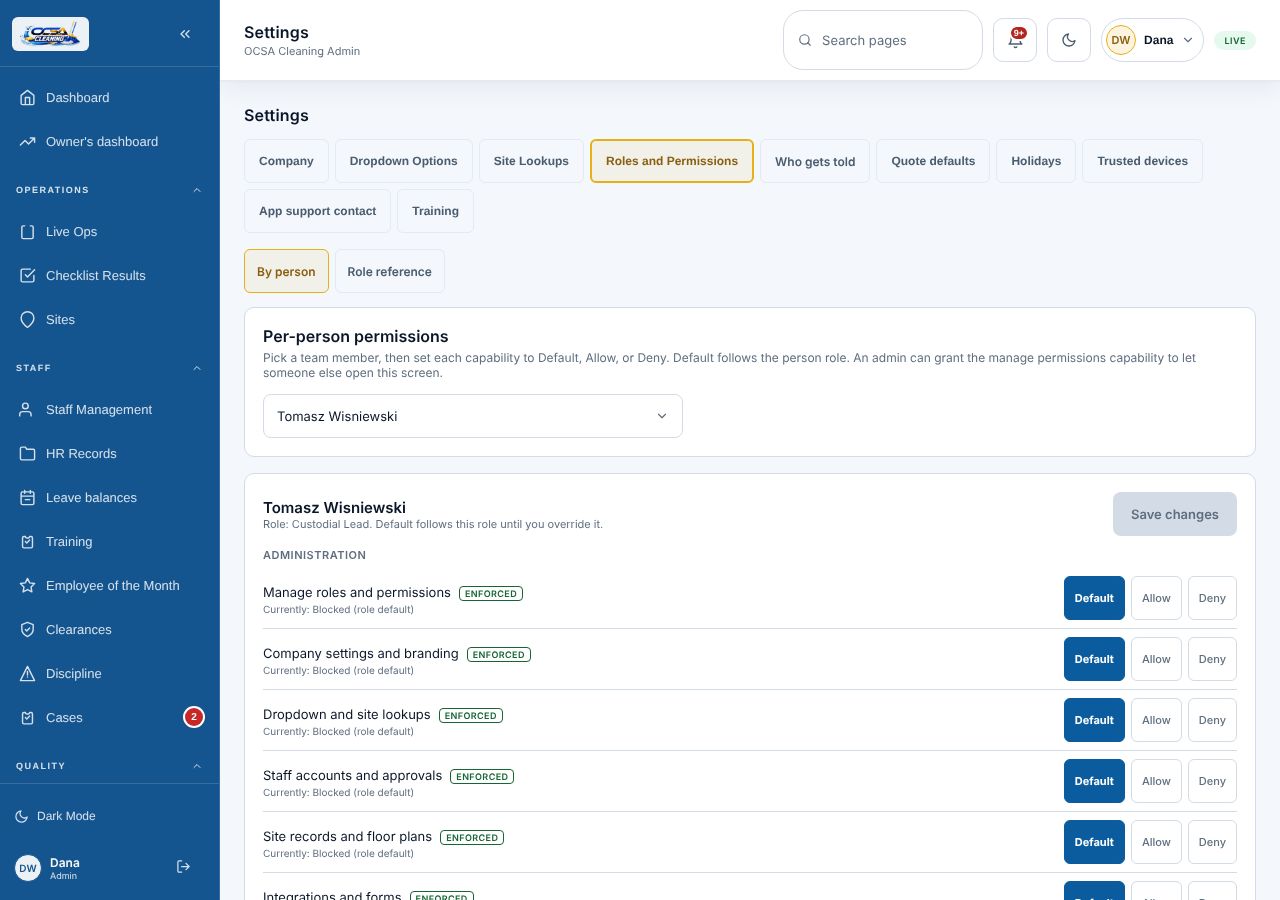 OCSA
CLEANING
Dashboard
Owner's dashboard
OPERATIONS
Live Ops
Checklist Results
Sites
STAFF
Staff Management
HR Records
Leave balances
Training
Employee of the Month
Clearances
Discipline
Cases
2
QUALITY
Dark Mode
DW
Dana
Admin
Settings
OCSA Cleaning Admin
Search pages
9+
DW
Dana
LIVE
Settings
Company
Dropdown Options
Site Lookups
Roles and Permissions
Who gets told
Quote defaults
Holidays
Trusted devices
App support contact
Training
By person
Role reference
Per-person permissions
Pick a team member, then set each capability to Default, Allow, or Deny. Default follows the person role. An admin can grant the manage permissions capability to let
someone else open this screen.
Tomasz Wisniewski
Tomasz Wisniewski
Role: Custodial Lead. Default follows this role until you override it.
Save changes
ADMINISTRATION
Manage roles and permissions ENFORCED
Currently: Blocked (role default)
Default Allow Deny
Company settings and branding ENFORCED
Currently: Blocked (role default)
Default Allow Deny
Dropdown and site lookups ENFORCED
Currently: Blocked (role default)
Default Allow Deny
Staff accounts and approvals ENFORCED
Currently: Blocked (role default)
Default Allow Deny
Site records and floor plans ENFORCED
Currently: Blocked (role default)
Default Allow Deny
Integrations and forms ENFORCED
Default Allow Deny